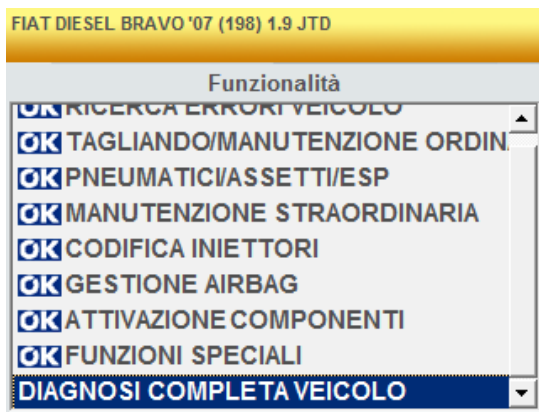 FIAT DIESEL BRAVO '07 (198) 1.9 JTD
Funzionalità
OK RICERCA ERRORI VEICOLO
OK TAGLIANDO/MANUTENZIONE ORDIN
OK PNEUMATICI/ASSETTI/ESP
OK MANUTENZIONE STRAORDINARIA
OK CODIFICA INIETTORI
OK GESTIONE AIRBAG
OK ATTIVAZIONE COMPONENTI
OK FUNZIONI SPECIALI
DIAGNOSI COMPLETA VEICOLO